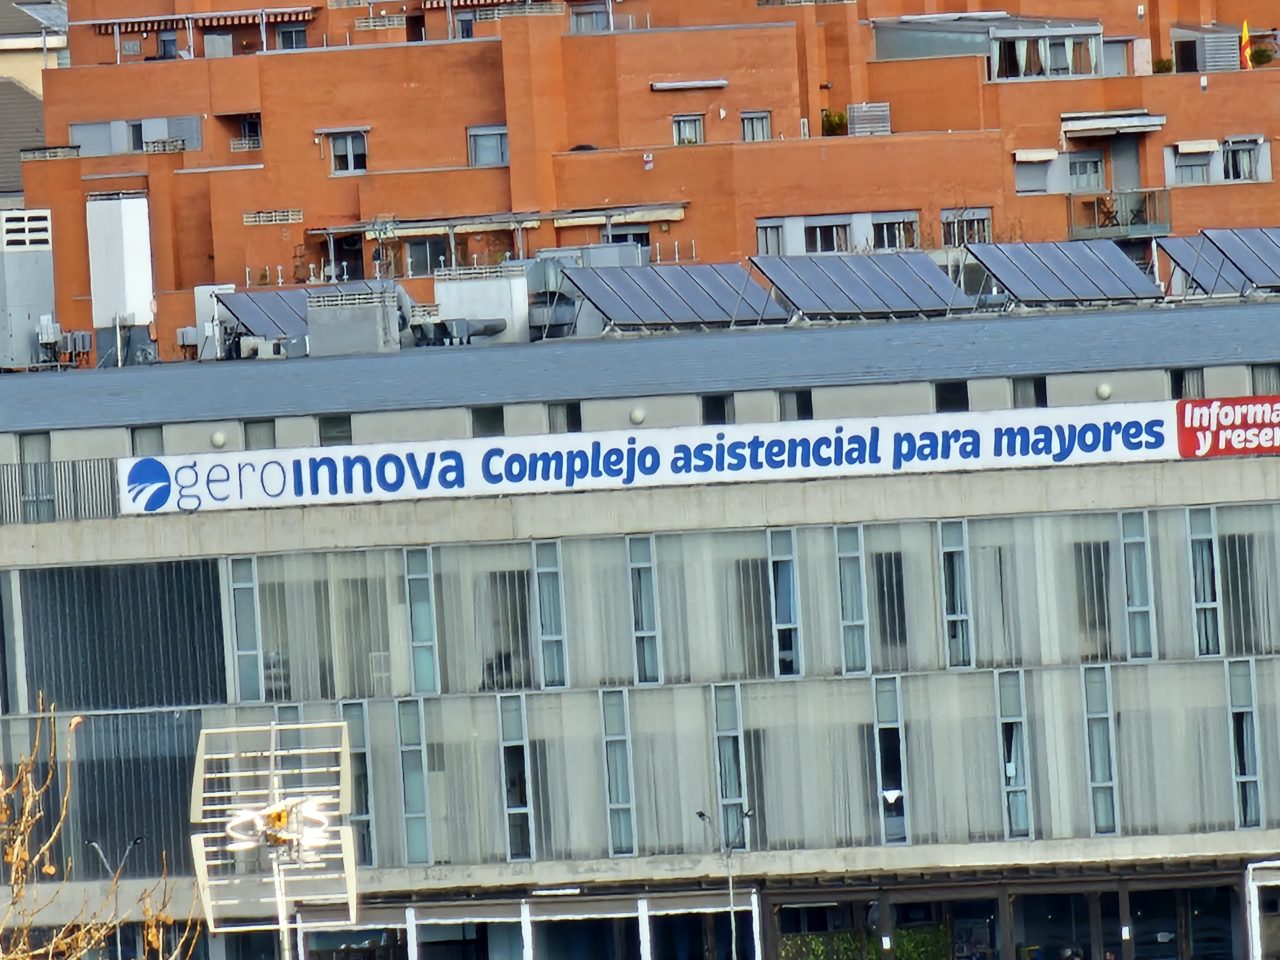 geroinnova Complejo asistencial para mayores
y